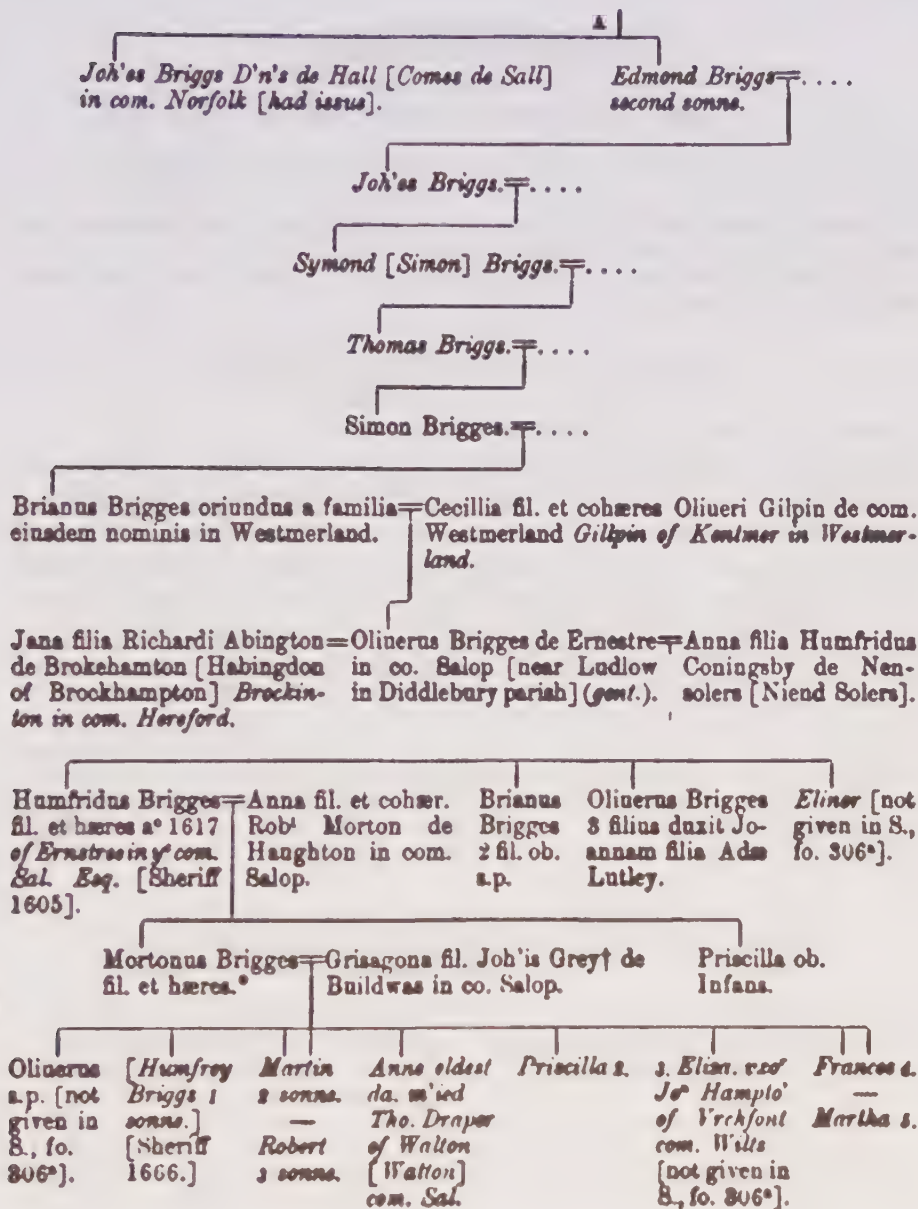 A
Joh'es Briggs D'n's de Hall [Comes de Sall]
in com. Norfolk [had issue].
Edmond Briggs=....
second sonne.
Joh'es Briggs.=....
Symond [Simon] Briggs.=....
Thomas Briggs.=....
Simon Brigges.=....
Brianus Brigges oriundus a familia=
eiusdem nominis in Westmerland.
Cecillia fil. et cohæres Oliueri Gilpin de com.
Westmerland Gillpin of Kentmer in Westmer-
land.
Jana filia Richardi Abington=
de Brokehamton [Habingdon
of Brockhampton] Brockin-
ton in com. Hereford.
Oliuerus Brigges de Ernestre=
in co. Salop [near Ludlow
in Diddlebury parish] (gent.).
Anna filia Humfridus
Coningsby de Nen-
solers [Niend Solers].
Humfridus Brigges=
fil. et hæres aº 1617
of Ernstree in yᵉ com.
Sal. Esq. [Sheriff
1605].
Anna fil. et cohær.
Robᵗ Morton de
Haughton in com.
Salop.
Brianus
Brigges
2 fil. ob.
s.p.
Oliuerus Brigges
3 filius duxit Jo-
annam filia Adæ
Lutley.
Eliner [not
given in S.,
fo. 306ᵃ].
Mortonus Brigges=
fil. et hæres.*
Grisagona fil. Joh'is Grey† de
Buildwas in co. Salop.
Priscilla ob.
Infans.
Oliuerus
s.p. [not
given in
S., fo.
306ᵃ].
[Humfrey
Briggs 1
sonne.]
[Sheriff
1666.]
Martin
2 sonne.
—
Robert
3 sonne.
Anne eldest
da. m'ied
Tho. Draper
of Walton
[Watton]
com. Sal.
Priscilla 2.
3. Eliza. vxoʳ
Joⁿ Hampto'
of Vrchfont
com. Wilts
[not given in
S., fo. 306ᵃ].
Frances 4.
—
Martha 5.